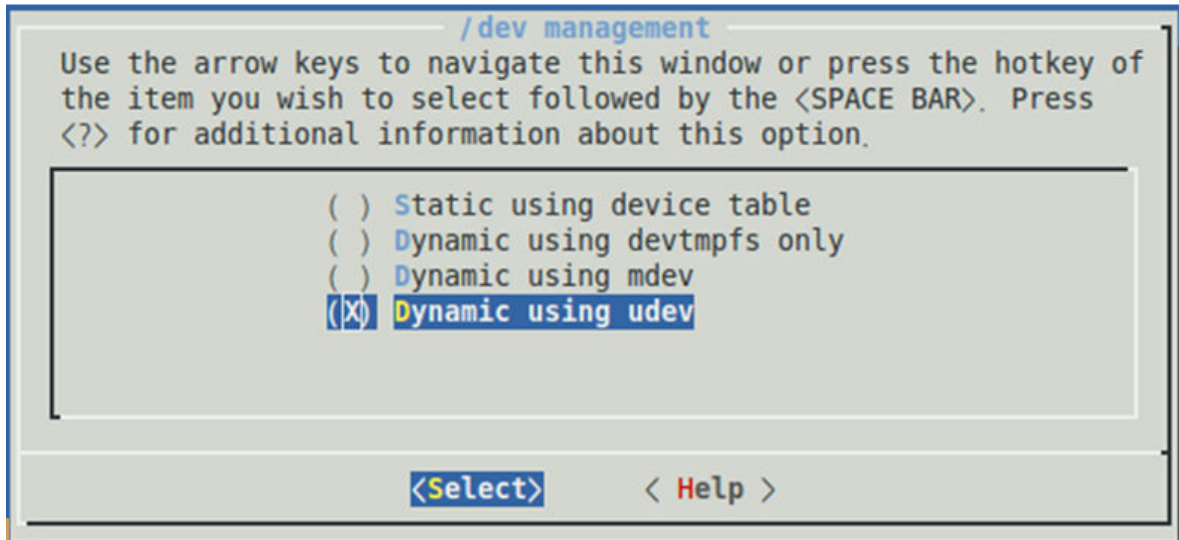 /dev management
Use the arrow keys to navigate this window or press the hotkey of
the item you wish to select followed by the <SPACE BAR>. Press
<?> for additional information about this option.
( ) Static using device table
( ) Dynamic using devtmpfs only
( ) Dynamic using mdev
(X) Dynamic using udev
<Select> < Help >